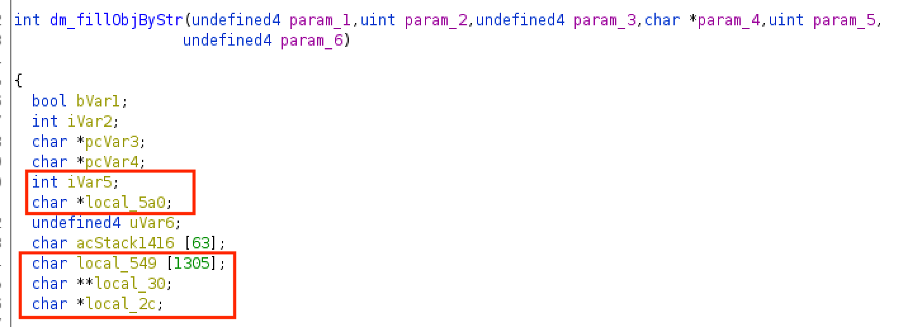 int dm_fillObjByStr(undefined4 param_1,uint param_2,undefined4 param_3,char *param_4,uint param_5,
undefined4 param_6)
{
bool bVar1;
int iVar2;
char *pcVar3;
char *pcVar4;
int iVar5;
char *local_5a0;
undefined4 uVar6;
char acStack1416 [63];
char local_549 [1305];
char **local_30;
char *local_2c;